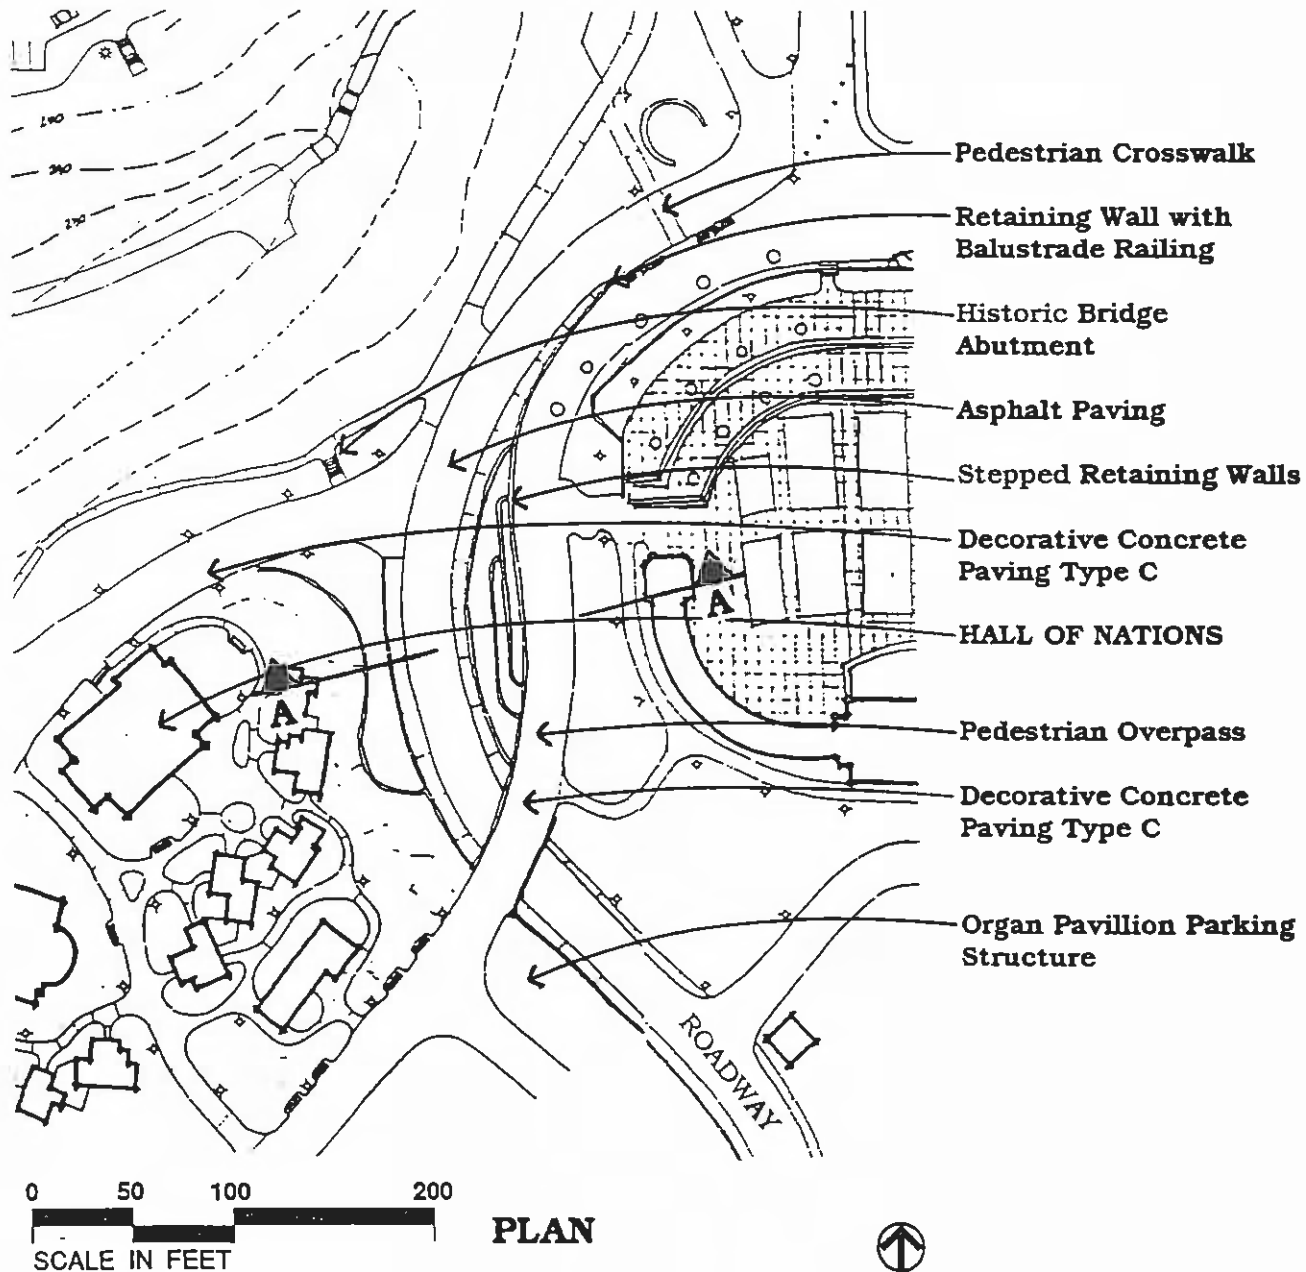 Pedestrian Crosswalk
Retaining Wall with
Balustrade Railing
Historic Bridge
Abutment
Asphalt Paving
Stepped Retaining Walls
Decorative Concrete
Paving Type C
HALL OF NATIONS
Pedestrian Overpass
Decorative Concrete
Paving Type C
Organ Pavillion Parking
Structure
A'
A
ROADWAY
0 50 100 200
SCALE IN FEET
PLAN